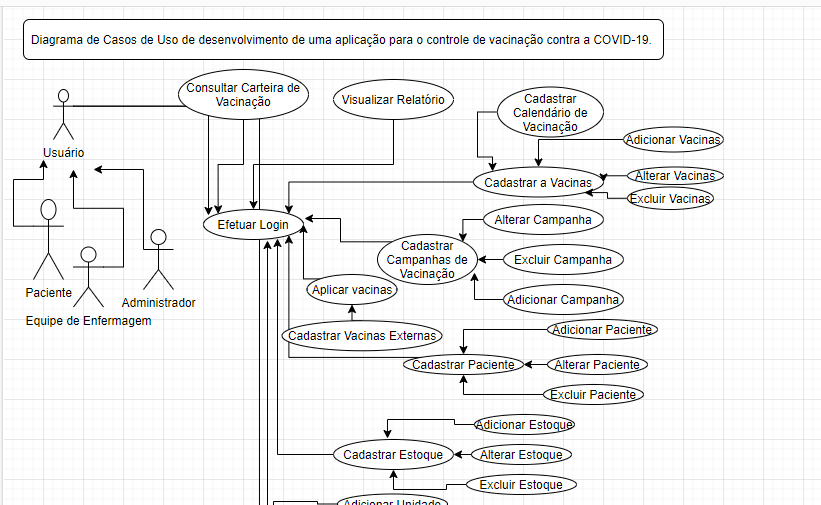 Diagrama de Casos de Uso de desenvolvimento de uma aplicação para o controle de vacinação contra a COVID-19.
Consultar Carteira de
Vacinação
Visualizar Relatório
Cadastrar
Calendário de
Vacinação
Usuário
Adicionar Vacinas
Cadastrar a Vacinas
Alterar Vacinas
Excluir Vacinas
Efetuar Login
Alterar Campanha
Cadastrar
Campanhas de
Vacinação
Excluir Campanha
Paciente
Aplicar vacinas
Administrador
Adicionar Campanha
Equipe de Enfermagem
Cadastrar Vacinas Externas
Adicionar Paciente
Cadastrar Paciente
Alterar Paciente
Excluir Paciente
Adicionar Estoque
Cadastrar Estoque
Alterar Estoque
Excluir Estoque
Adicionar Unidade